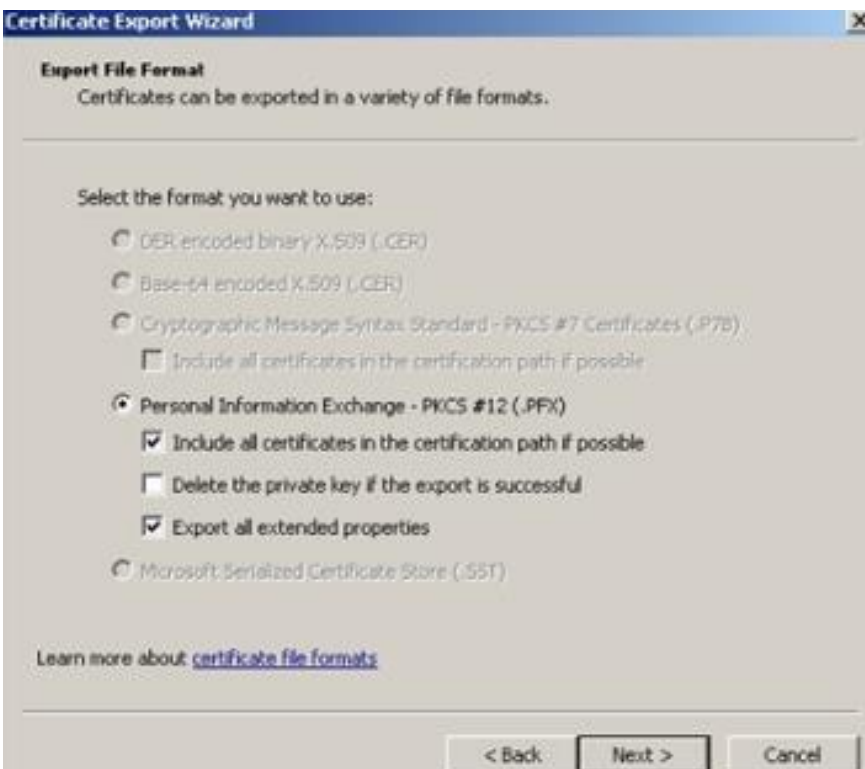 Certificate Export Wizard
Export File Format
Certificates can be exported in a variety of file formats.
Select the format you want to use:
DER encoded binary X.509 (.CER)
Base-64 encoded X.509 (.CER)
Cryptographic Message Syntax Standard - PKCS #7 Certificates (.P7B)
Include all certificates in the certification path if possible
Personal Information Exchange - PKCS #12 (.PFX)
Include all certificates in the certification path if possible
Delete the private key if the export is successful
Export all extended properties
Microsoft Serialized Certificate Store (.SST)
Learn more about certificate file formats
< Back Next > Cancel